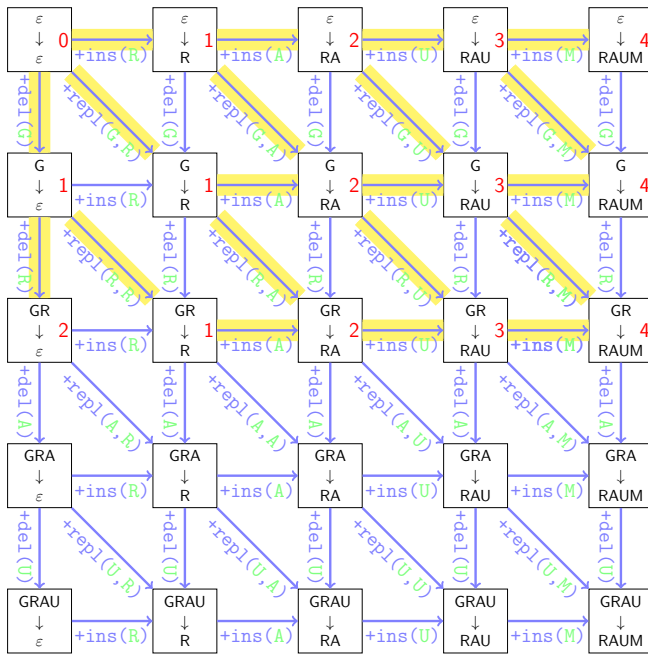 ε ε ε ε ε
↓ 0 ↓ 1 ↓ 2 ↓ 3 ↓ 4
ε +ins(R) R +ins(A) RA +ins(U) RAU +ins(M) RAUM
+del(G) +repl(G,R) +del(G) +repl(G,A) +del(G) +repl(G,U) +del(G) +repl(G,M) +del(G)
G G G G G
↓ 1 ↓ 1 ↓ 2 ↓ 3 ↓ 4
ε +ins(R) R +ins(A) RA +ins(U) RAU +ins(M) RAUM
+del(R) +repl(R,R) +del(R) +repl(R,A) +del(R) +repl(R,U) +del(R) +repl(R,M) +del(R)
GR GR GR GR GR
↓ 2 ↓ 1 ↓ 2 ↓ 3 ↓ 4
ε +ins(R) R +ins(A) RA +ins(U) RAU +ins(M) RAUM
+del(A) +repl(A,R) +del(A) +repl(A,A) +del(A) +repl(A,U) +del(A) +repl(A,M) +del(A)
GRA GRA GRA GRA GRA
↓ ↓ ↓ ↓ ↓
ε +ins(R) R +ins(A) RA +ins(U) RAU +ins(M) RAUM
+del(U) +repl(U,R) +del(U) +repl(U,A) +del(U) +repl(U,U) +del(U) +repl(U,M) +del(U)
GRAU GRAU GRAU GRAU GRAU
↓ ↓ ↓ ↓ ↓
ε +ins(R) R +ins(A) RA +ins(U) RAU +ins(M) RAUM